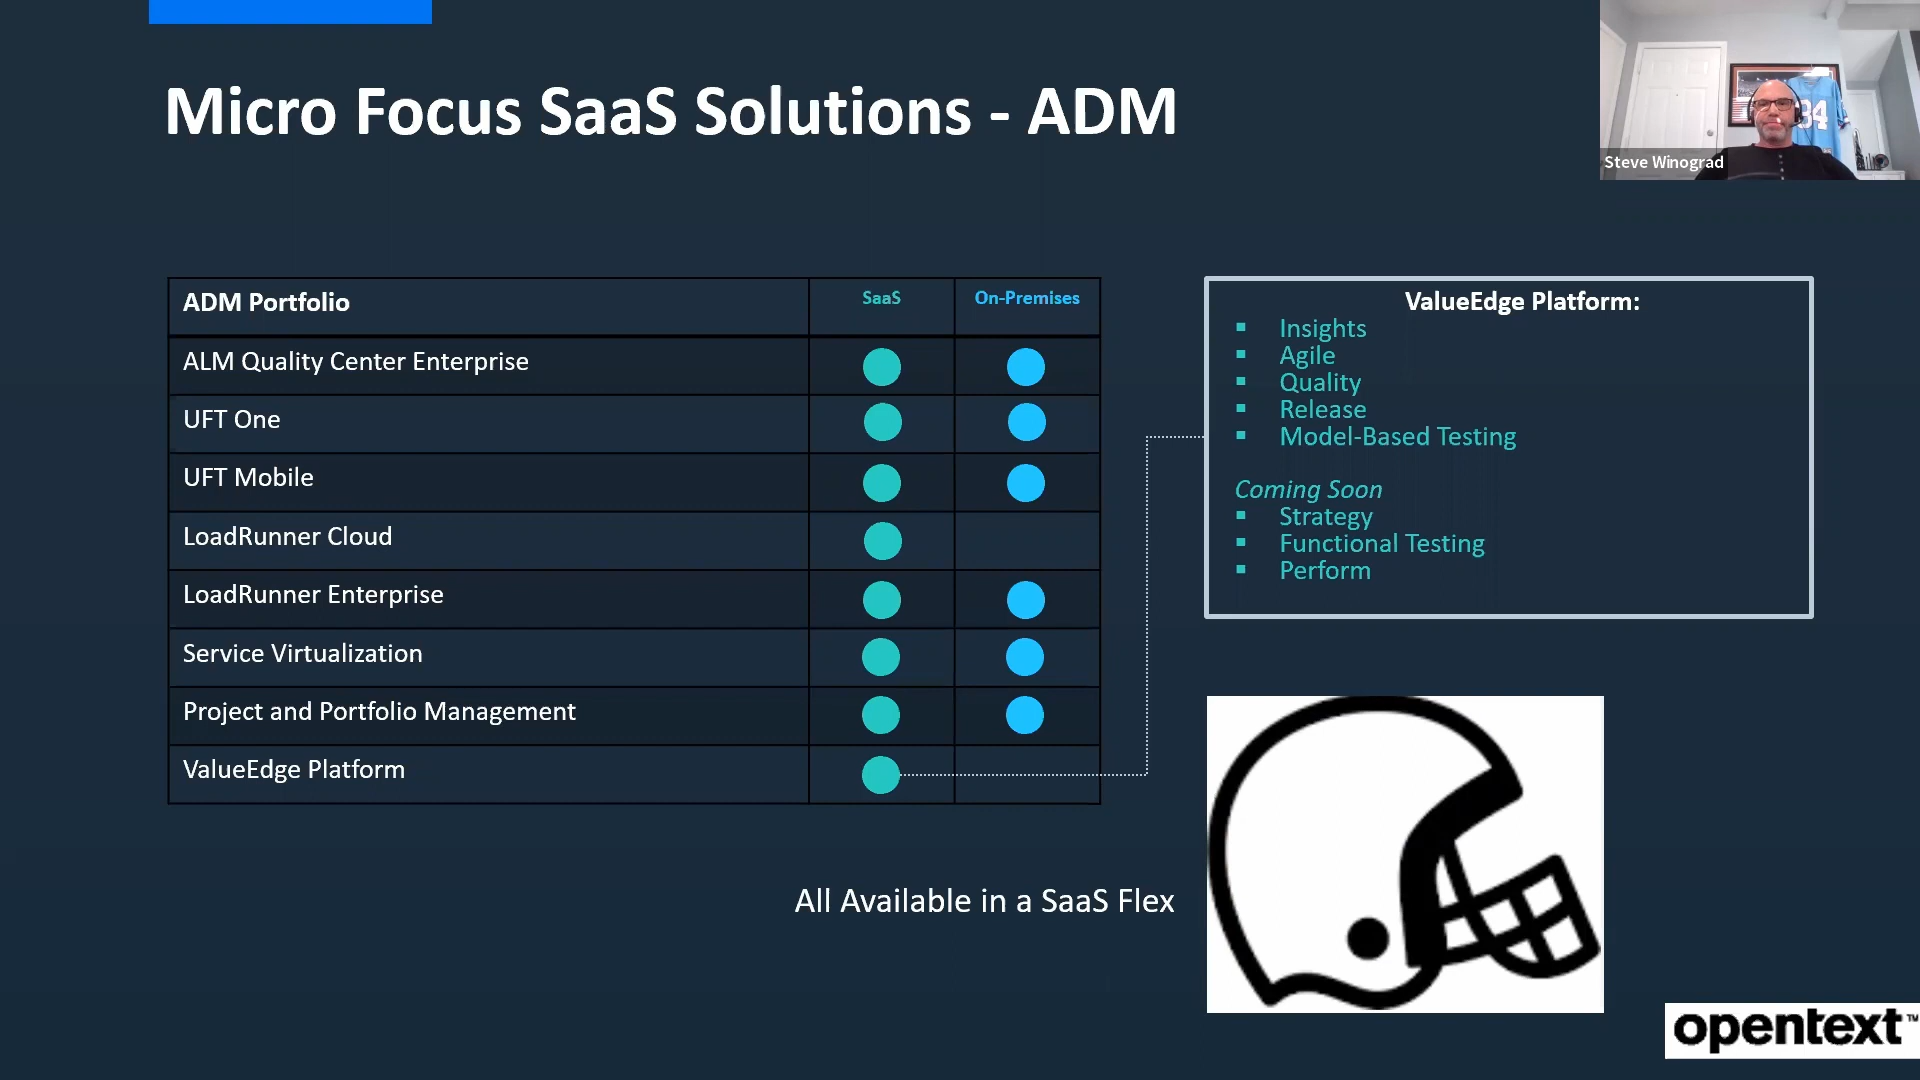 Micro Focus SaaS Solutions - ADM
84
Steve Winograd
ADM Portfolio
SaaS
On-Premises
ALM Quality Center Enterprise
UFT One
UFT Mobile
LoadRunner Cloud
LoadRunner Enterprise
Service Virtualization
Project and Portfolio Management
ValueEdge Platform
ValueEdge Platform:
▪ Insights
▪ Agile
▪ Quality
▪ Release
▪ Model-Based Testing
Coming Soon
▪ Strategy
▪ Functional Testing
▪ Perform
All Available in a SaaS Flex
opentext™